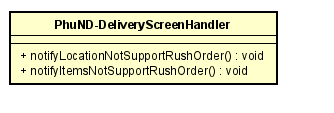 PhuND-DeliveryScreenHandler
+ notifyLocationNotSupportRushOrder() : void
+ notifyItemsNotSupportRushOrder() : void